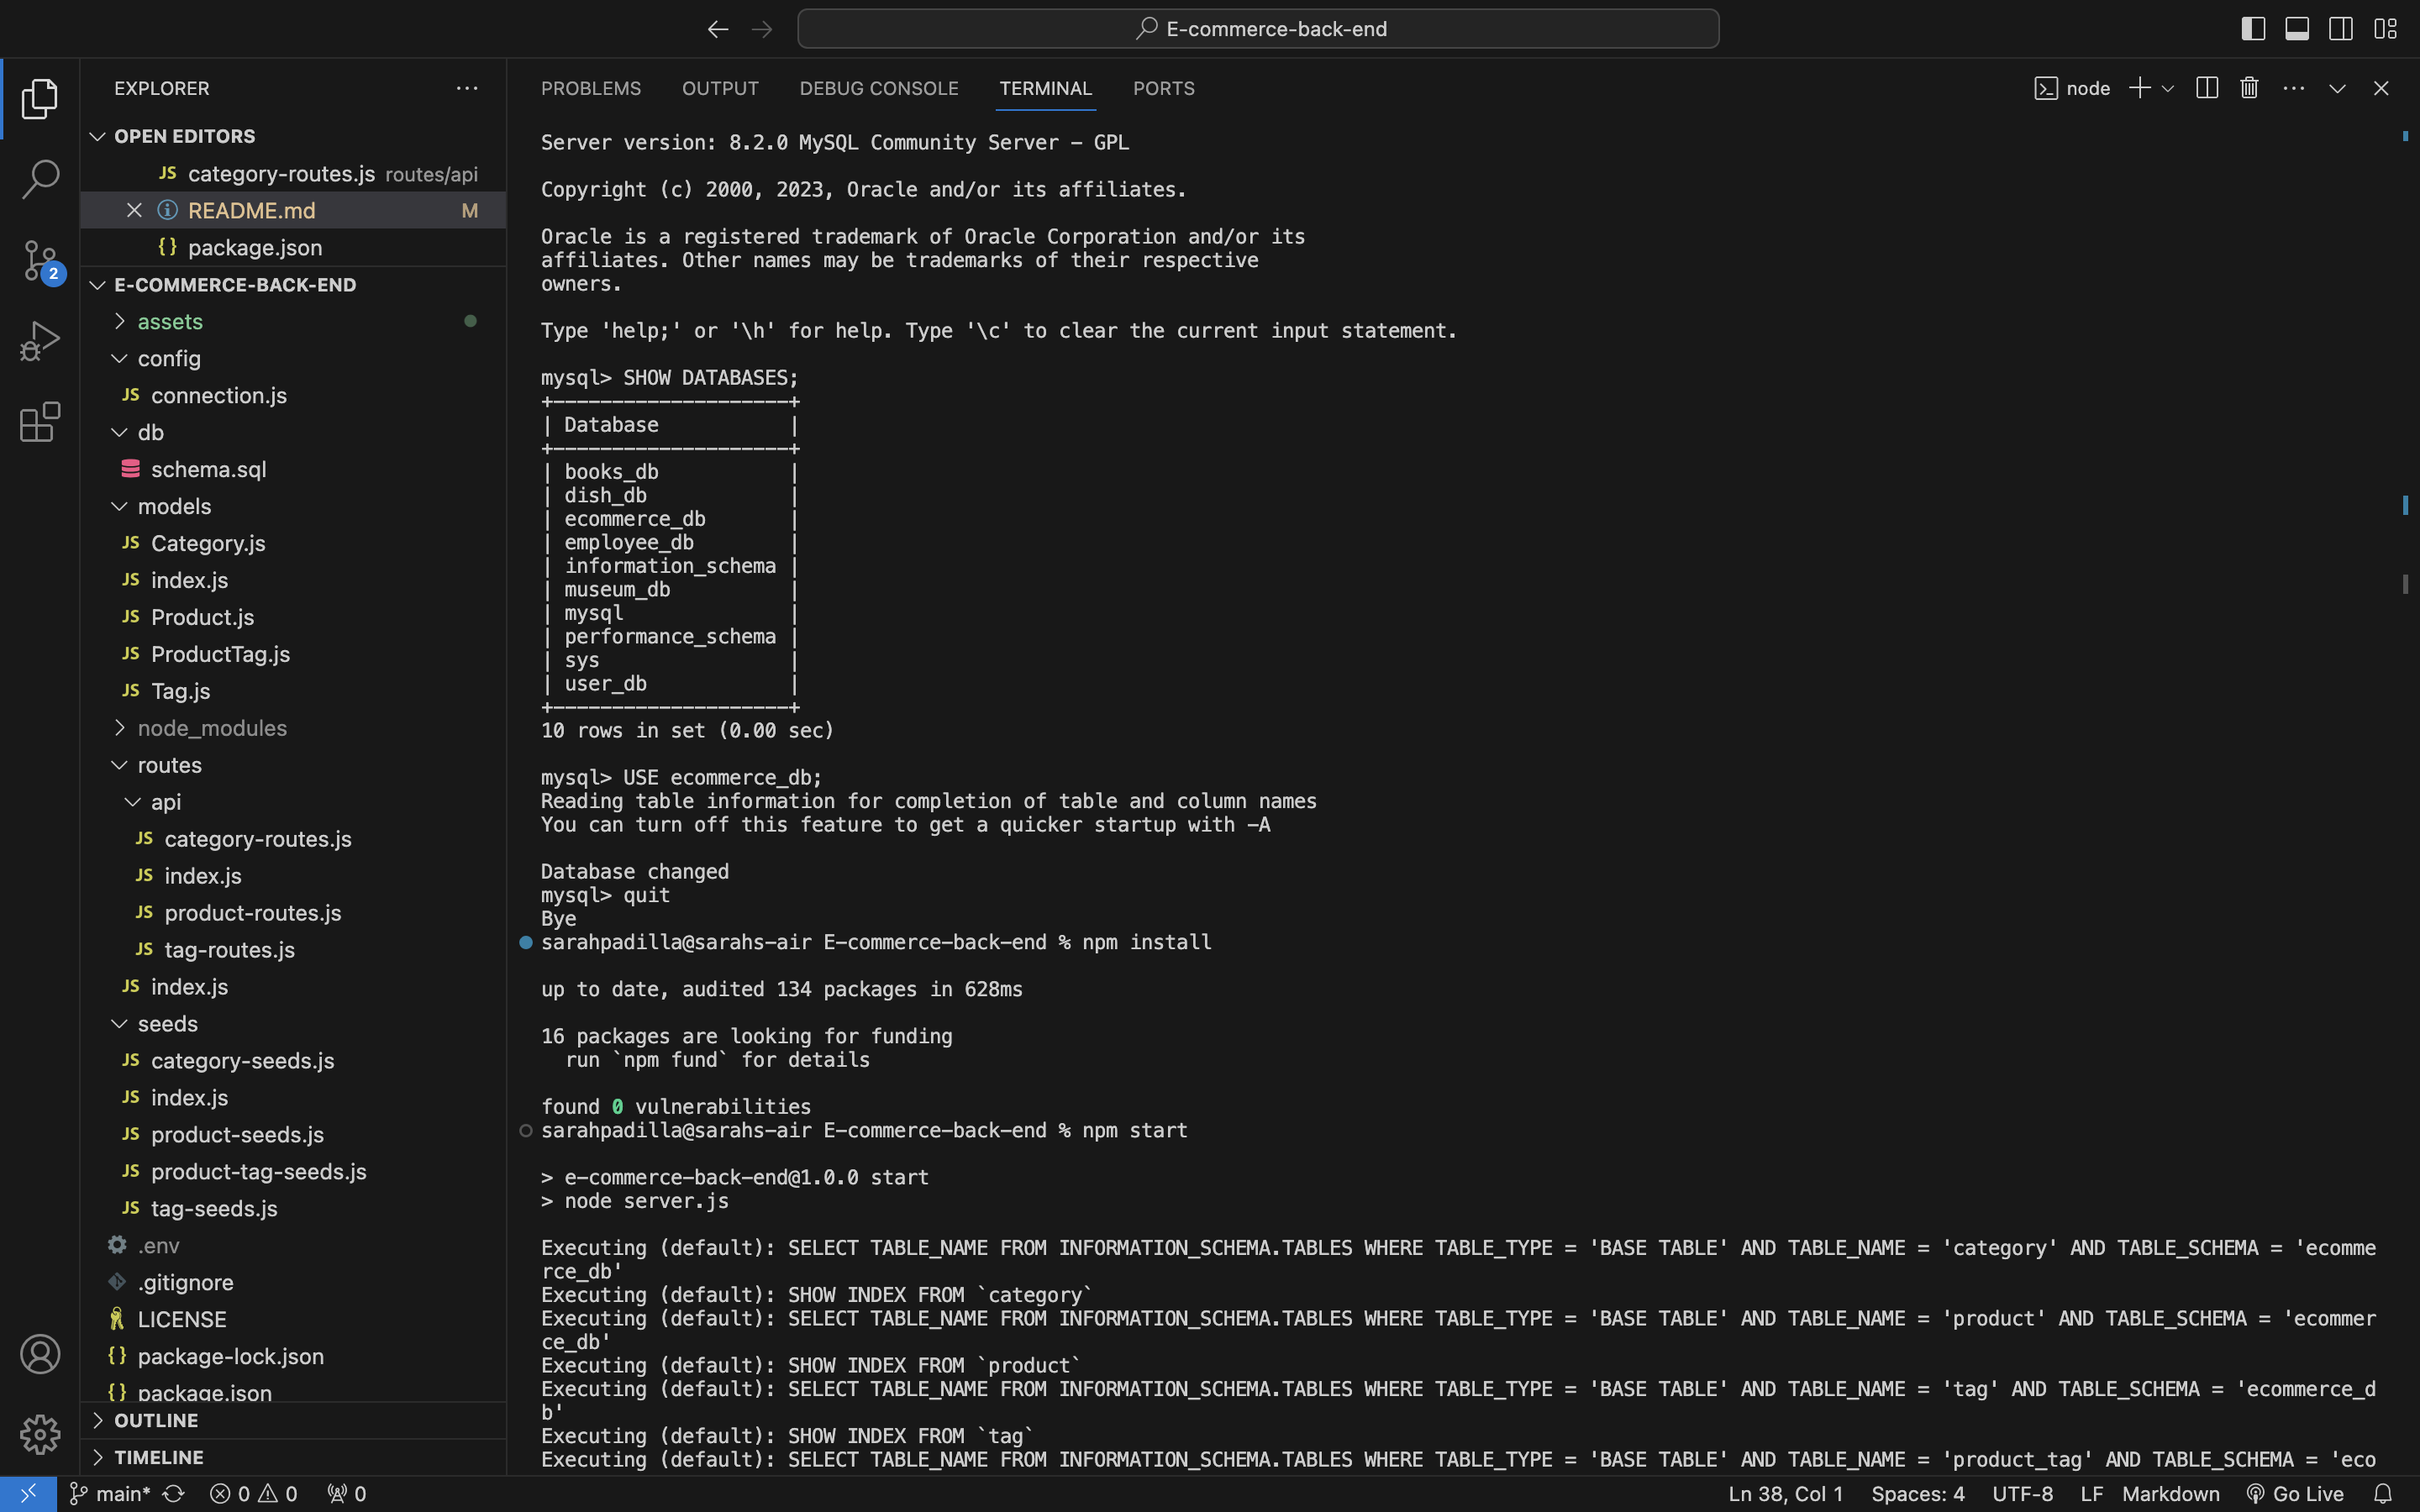 E-commerce-back-end
EXPLORER
OPEN EDITORS
JS category-routes.js routes/api
README.md M
{} package.json
2
E-COMMERCE-BACK-END
assets
config
JS connection.js
db
schema.sql
models
JS Category.js
JS index.js
JS Product.js
JS ProductTag.js
JS Tag.js
node_modules
routes
api
JS category-routes.js
JS index.js
JS product-routes.js
JS tag-routes.js
JS index.js
seeds
JS category-seeds.js
JS index.js
JS product-seeds.js
JS product-tag-seeds.js
JS tag-seeds.js
.env
.gitignore
LICENSE
{} package-lock.json
{} package.json
OUTLINE
TIMELINE
PROBLEMS OUTPUT DEBUG CONSOLE TERMINAL PORTS
node
Server version: 8.2.0 MySQL Community Server - GPL
Copyright (c) 2000, 2023, Oracle and/or its affiliates.
Oracle is a registered trademark of Oracle Corporation and/or its
affiliates. Other names may be trademarks of their respective
owners.
Type 'help;' or '\h' for help. Type '\c' to clear the current input statement.
mysql> SHOW DATABASES;
+--------------------+
| Database           |
+--------------------+
| books_db           |
| dish_db            |
| ecommerce_db       |
| employee_db        |
| information_schema |
| museum_db          |
| mysql              |
| performance_schema |
| sys                |
| user_db            |
+--------------------+
10 rows in set (0.00 sec)
mysql> USE ecommerce_db;
Reading table information for completion of table and column names
You can turn off this feature to get a quicker startup with -A
Database changed
mysql> quit
Bye
sarahpadilla@sarahs-air E-commerce-back-end % npm install
up to date, audited 134 packages in 628ms
16 packages are looking for funding
  run `npm fund` for details
found 0 vulnerabilities
sarahpadilla@sarahs-air E-commerce-back-end % npm start
> e-commerce-back-end@1.0.0 start
> node server.js
Executing (default): SELECT TABLE_NAME FROM INFORMATION_SCHEMA.TABLES WHERE TABLE_TYPE = 'BASE TABLE' AND TABLE_NAME = 'category' AND TABLE_SCHEMA = 'ecomme
rce_db'
Executing (default): SHOW INDEX FROM `category`
Executing (default): SELECT TABLE_NAME FROM INFORMATION_SCHEMA.TABLES WHERE TABLE_TYPE = 'BASE TABLE' AND TABLE_NAME = 'product' AND TABLE_SCHEMA = 'ecommer
ce_db'
Executing (default): SHOW INDEX FROM `product`
Executing (default): SELECT TABLE_NAME FROM INFORMATION_SCHEMA.TABLES WHERE TABLE_TYPE = 'BASE TABLE' AND TABLE_NAME = 'tag' AND TABLE_SCHEMA = 'ecommerce_d
b'
Executing (default): SHOW INDEX FROM `tag`
Executing (default): SELECT TABLE_NAME FROM INFORMATION_SCHEMA.TABLES WHERE TABLE_TYPE = 'BASE TABLE' AND TABLE_NAME = 'product_tag' AND TABLE_SCHEMA = 'eco
main* 0 0 0 Ln 38, Col 1 Spaces: 4 UTF-8 LF Markdown Go Live